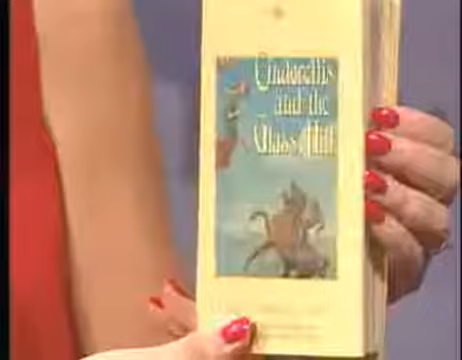 Cinderellis
and the
Glass Hill